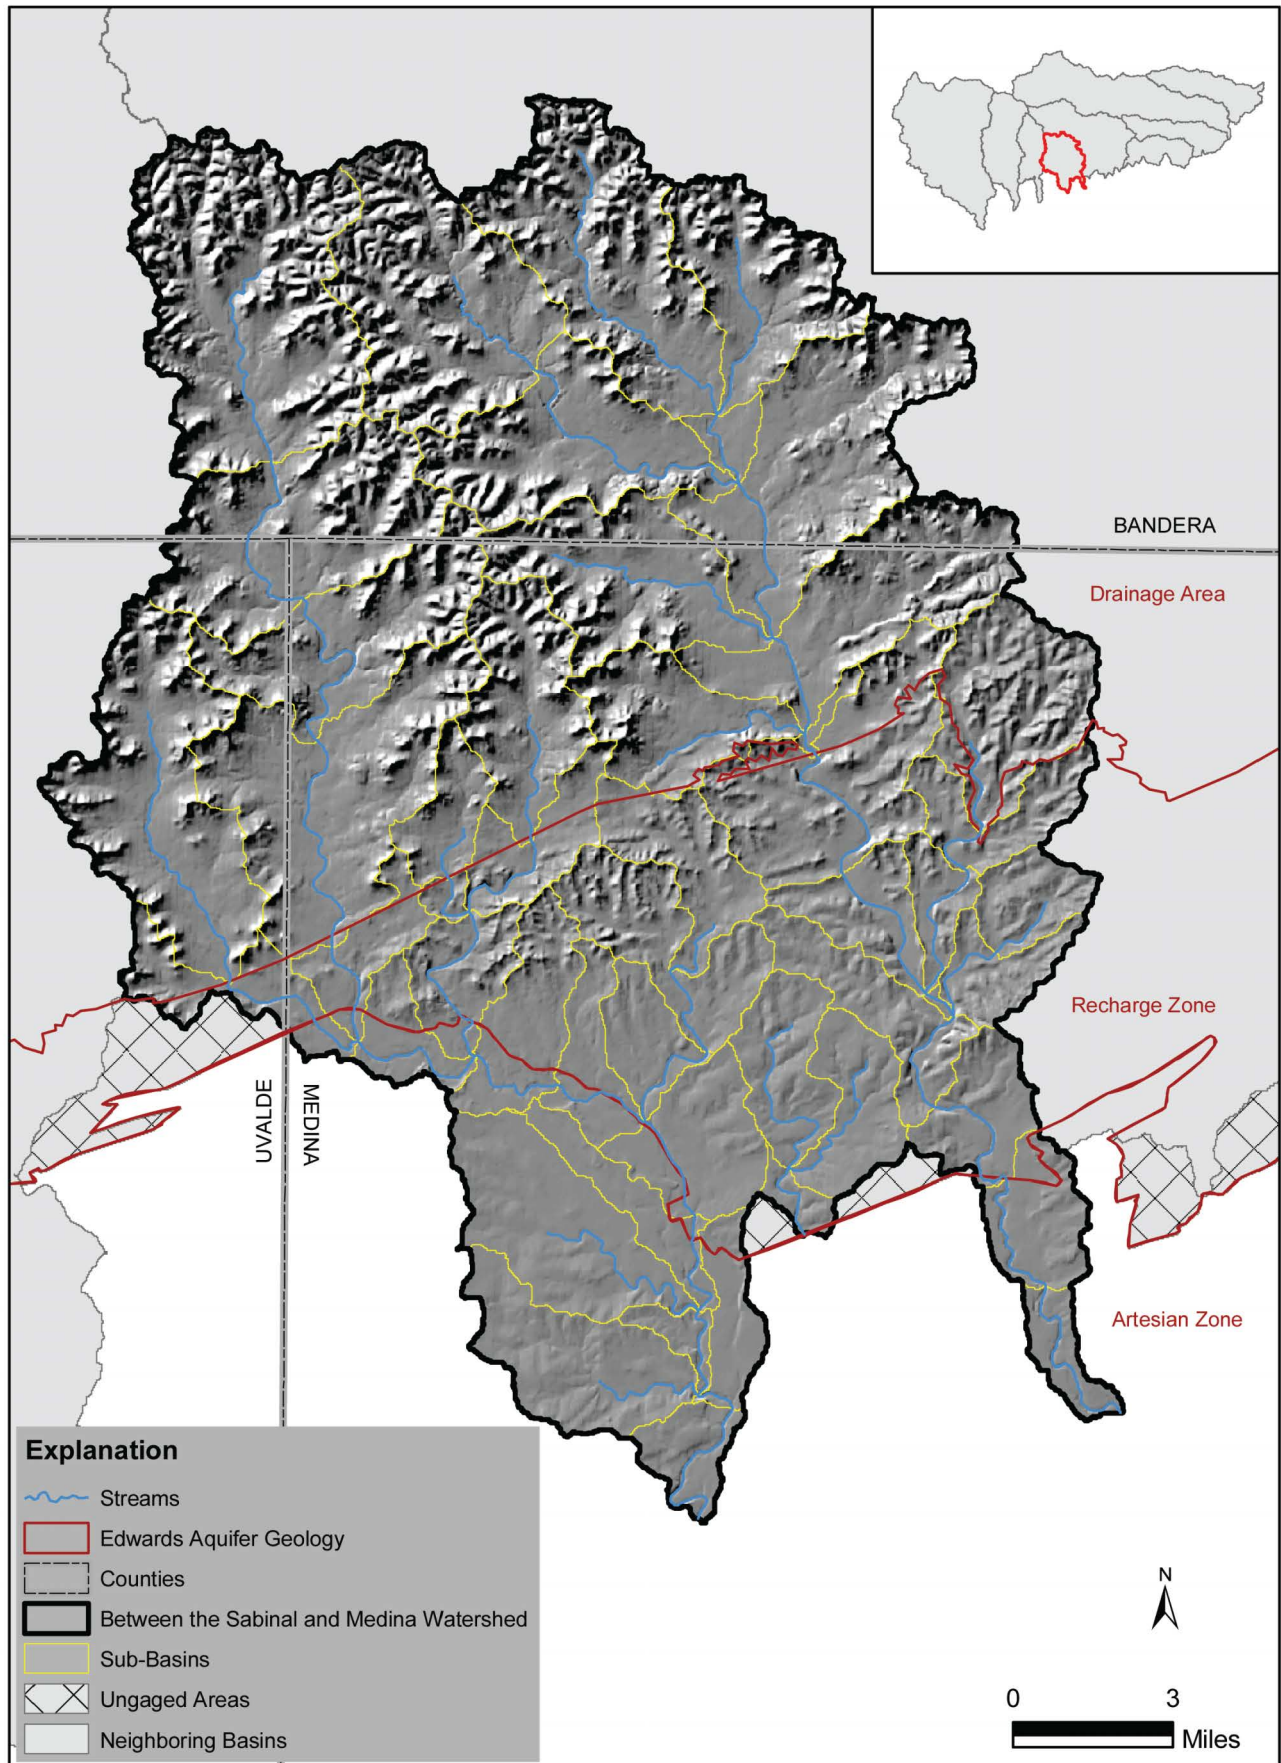 BANDERA
Drainage Area
Recharge Zone
UVALDE
MEDINA
Artesian Zone
Explanation
Streams
Edwards Aquifer Geology
Counties
Between the Sabinal and Medina Watershed
Sub-Basins
Ungaged Areas
Neighboring Basins
N
0 3
Miles